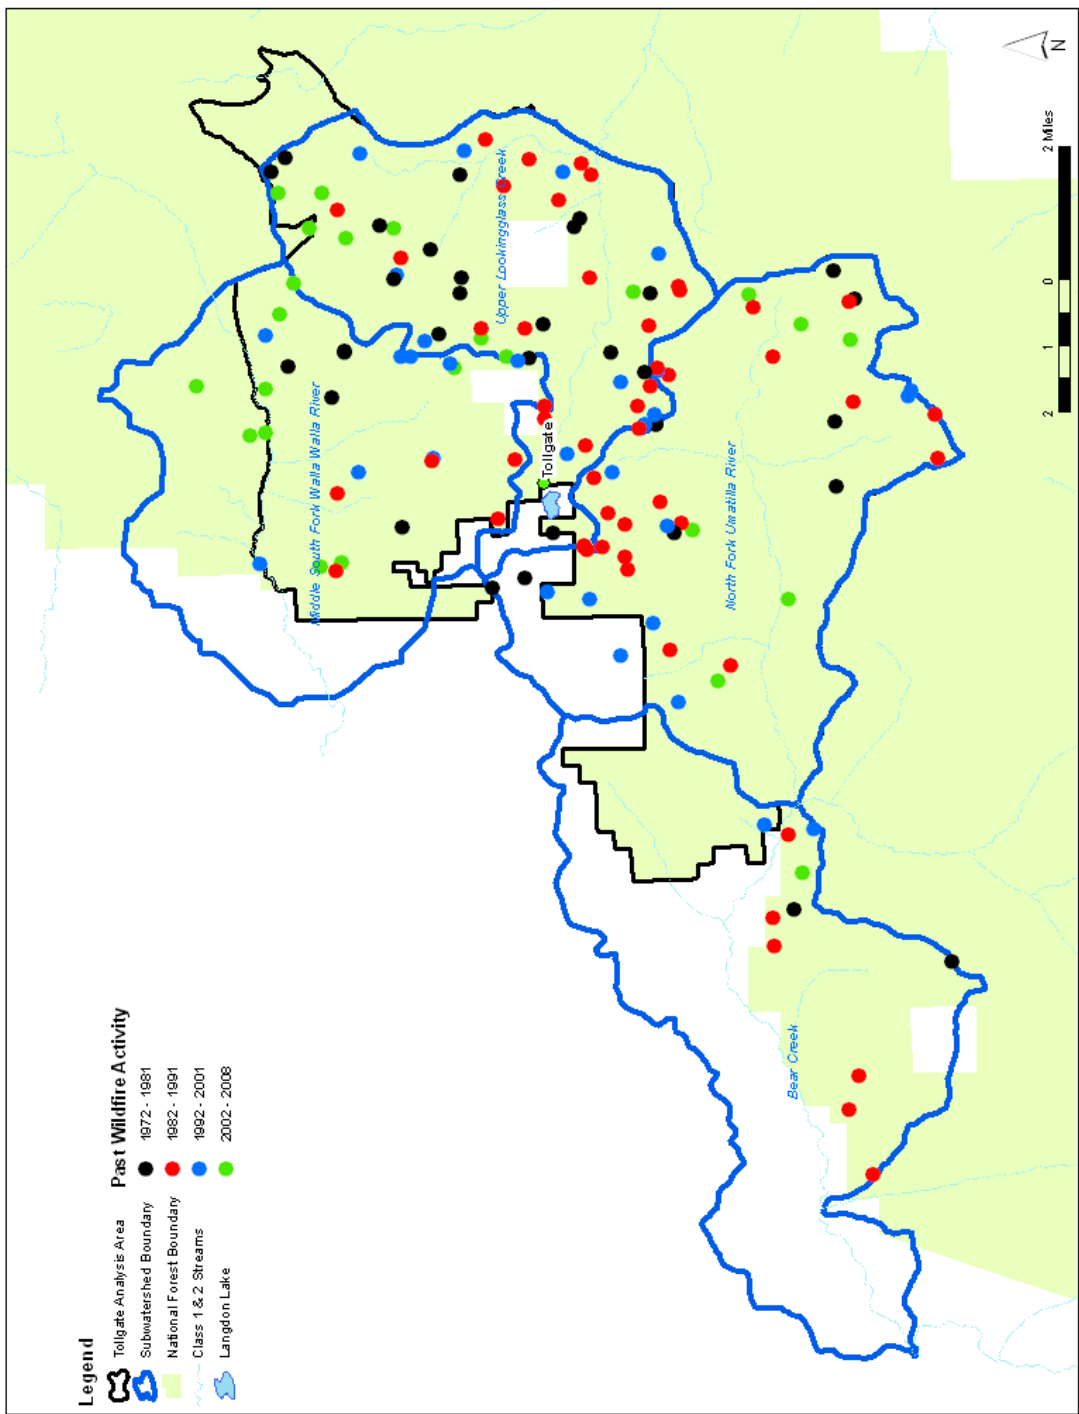 Legend
Tollgate Analysis Area
Subwatershed Boundary
National Forest Boundary
Class 1 & 2 Streams
Langdon Lake
Past Wildfire Activity
1972 - 1981
1982 - 1991
1992 - 2001
2002 - 2008
Middle South Fork Walla Walla River
Upper Lookingglass Creek
Tollgate
North Fork Umatilla River
Bear Creek
2 1 0 2 Miles
N